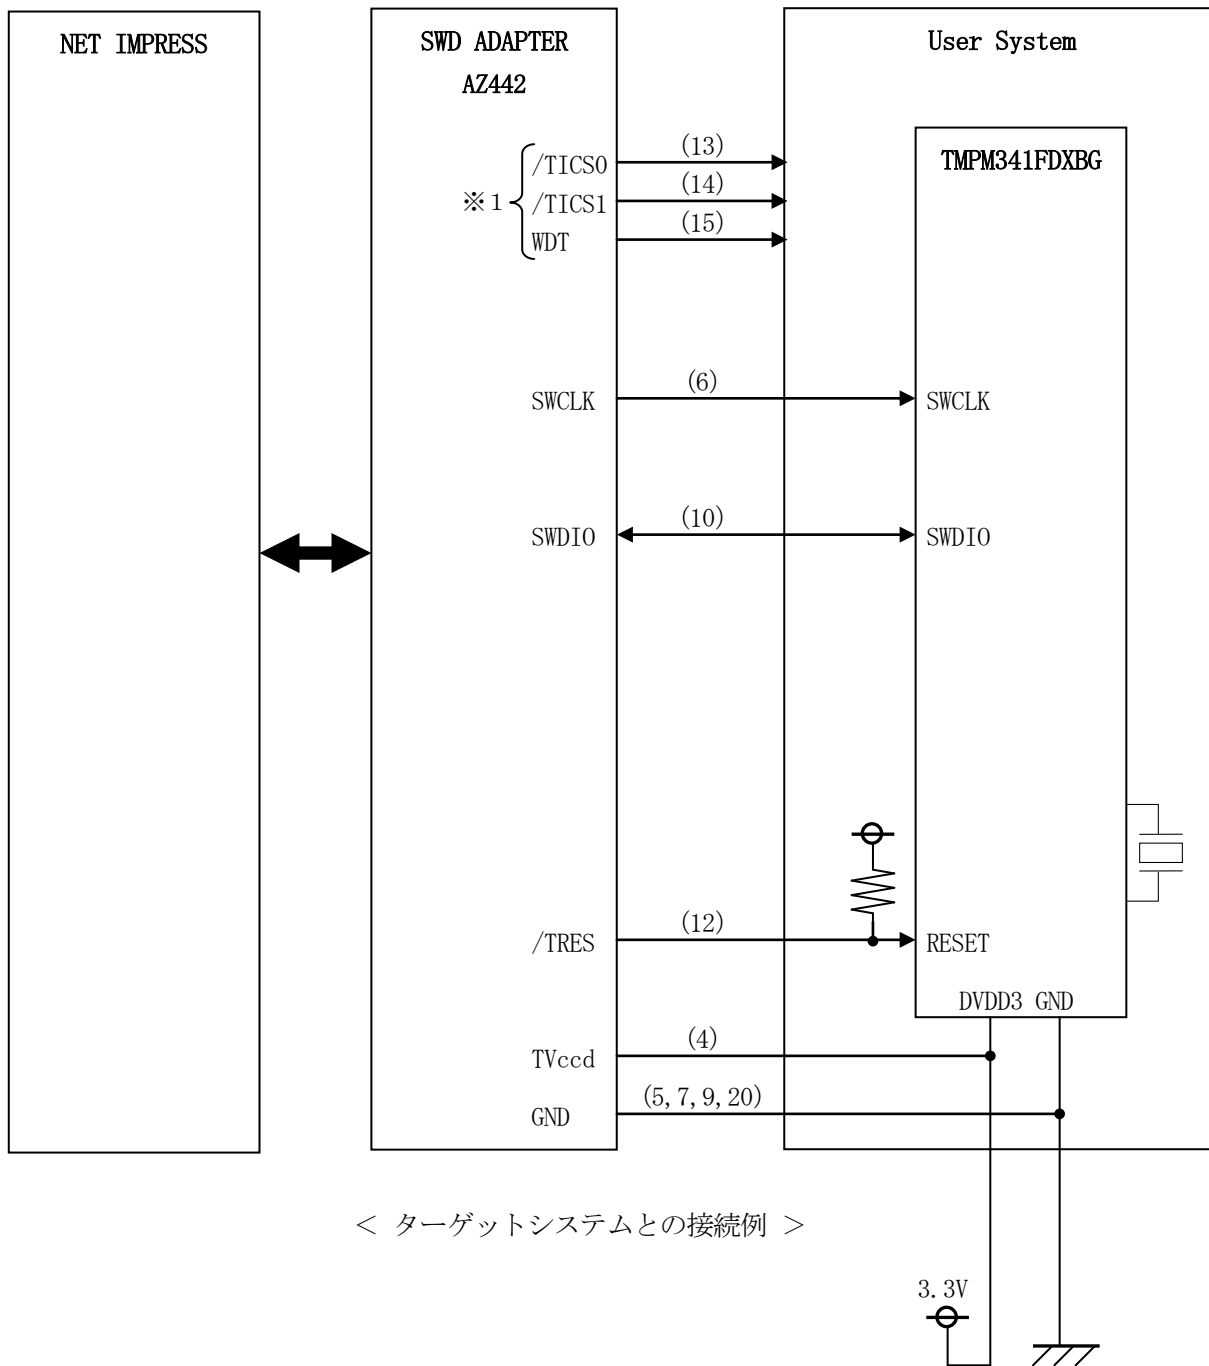 NET IMPRESS
SWD ADAPTER
AZ442
User System
TMPM341FDXBG
※1
/TICS0
(13)
/TICS1
(14)
WDT
(15)
SWCLK
(6)
SWCLK
SWDIO
(10)
SWDIO
/TRES
(12)
RESET
DVDD3 GND
TVccd
(4)
GND
(5,7,9,20)
< ターゲットシステムとの接続例 >
3.3V